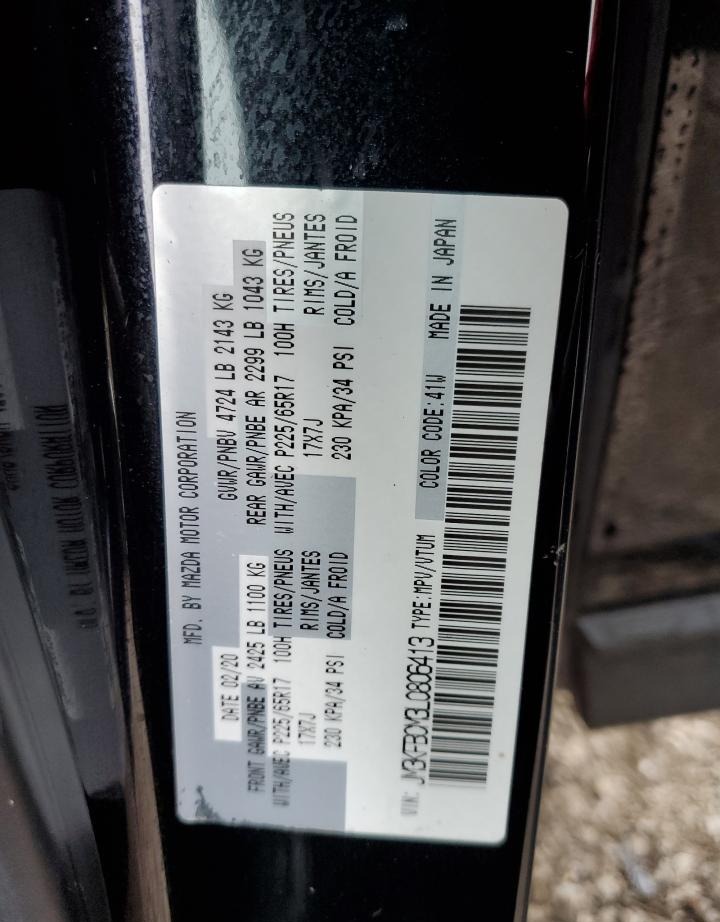 MFD. BY MAZDA MOTOR CORPORATION
DATE 02/20 GVWR/PNBV 4724 LB 2143 KG
FRONT GAWR/PNBE AV 2425 LB 1100 KG REAR GAWR/PNBE AR 2299 LB 1043 KG
WITH/AVEC P225/65R17 100H TIRES/PNEUS WITH/AVEC P225/65R17 100H TIRES/PNEUS
17X7J RIMS/JANTES 17X7J RIMS/JANTES
230 KPA/34 PSI COLD/A FROID 230 KPA/34 PSI COLD/A FROID
VIN: JM3KFBCM3L0806413 TYPE:MPV/VTUM COLOR CODE:41W MADE IN JAPAN